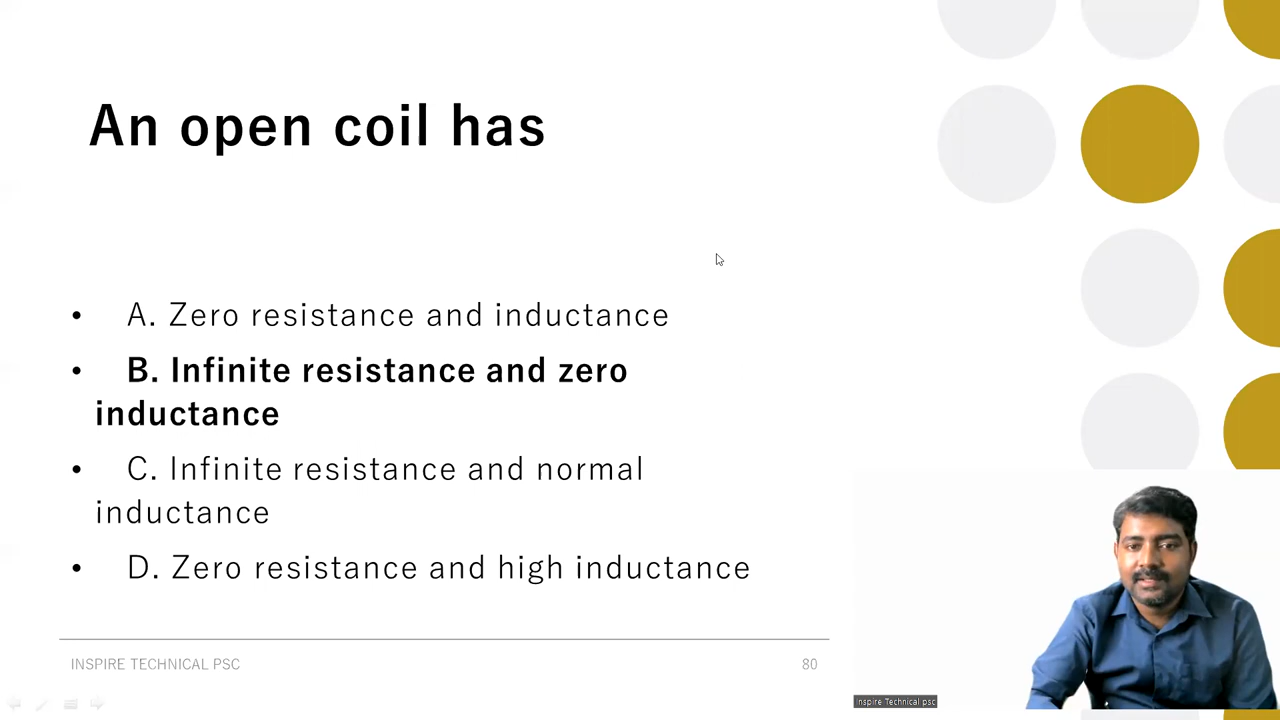 An open coil has
• A. Zero resistance and inductance
• B. Infinite resistance and zero
inductance
• C. Infinite resistance and normal
inductance
• D. Zero resistance and high inductance
INSPIRE TECHNICAL PSC
80
Inspire Technical psc